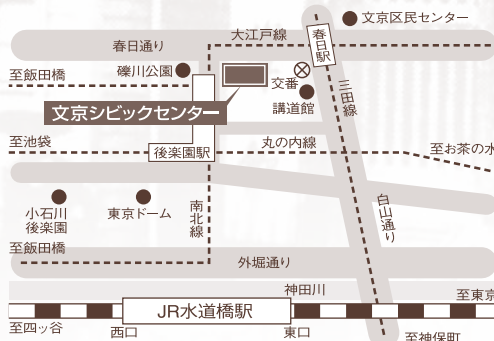 文京区民センター
大江戸線
春日駅
春日通り
至飯田橋
礫川公園
交番
講道館
三田線
文京シビックセンター
至池袋
丸の内線
至お茶の水
後楽園駅
小石川
後楽園
東京ドーム
南北線
白山通り
至飯田橋
外堀通り
神田川
至東京
JR水道橋駅
至四ッ谷
西口
東口
至神保町